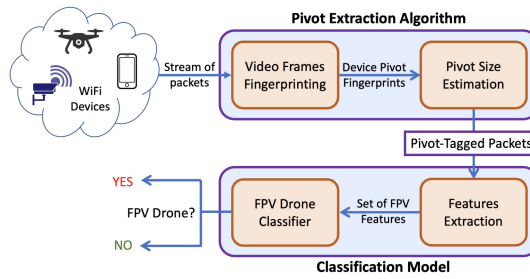 Pivot Extraction Algorithm
WiFi
Devices
Stream of
packets
Video Frames
Fingerprinting
Device Pivot
Fingerprints
Pivot Size
Estimation
Pivot-Tagged Packets
Features
Extraction
Set of FPV
Features
FPV Drone
Classifier
YES
FPV Drone?
NO
Classification Model